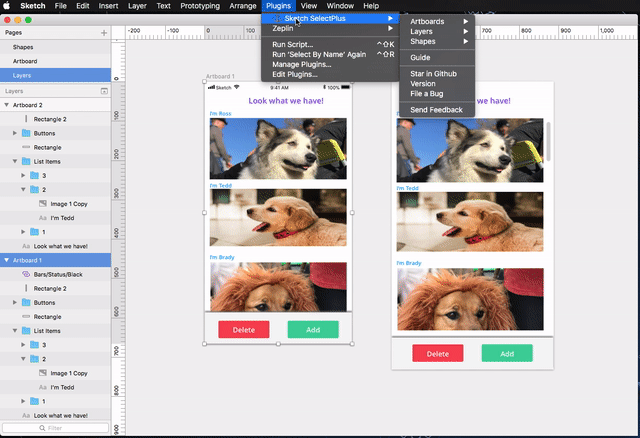 Sketch File Edit Insert Layer Text Prototyping Arrange Plugins View Window Help
Sketch SelectPlus
Zeplin
Run Script... ⌃⇧K
Run 'Select By Name' Again ⌃⇧R
Manage Plugins...
Edit Plugins...
Artboards
Layers
Shapes
Guide
Star in Github
Version
File a Bug
Send Feedback
Pages
Shapes
Artboard
Layers
Layers
Artboard 2
Rectangle 2
Buttons
Rectangle
List Items
3
2
Image 1 Copy
I'm Tedd
1
Look what we have!
Artboard 1
Bars/Status/Black
Rectangle 2
Buttons
Rectangle
List Items
3
2
Image 1 Copy
I'm Tedd
1
Look what we have!
Filter
-200 -100 0 100 200 800 900 1,000
0
100
200
300
400
500
600
700
800
900
Artboard 1
Sketch 9:41 AM 100%
Look what we have!
I'm Ross
I'm Tedd
I'm Brady
Delete Add
have!
I'm Tedd
I'm Brady
Delete Add